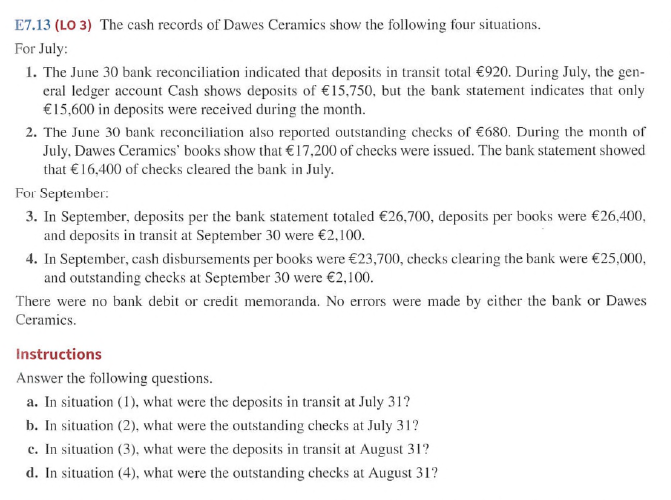 E7.13 (LO 3) The cash records of Dawes Ceramics show the following four situations.
For July:
1. The June 30 bank reconciliation indicated that deposits in transit total €920. During July, the gen-
eral ledger account Cash shows deposits of €15,750, but the bank statement indicates that only
€15,600 in deposits were received during the month.
2. The June 30 bank reconciliation also reported outstanding checks of €680. During the month of
July, Dawes Ceramics' books show that €17,200 of checks were issued. The bank statement showed
that €16,400 of checks cleared the bank in July.
For September:
3. In September, deposits per the bank statement totaled €26,700, deposits per books were €26,400,
and deposits in transit at September 30 were €2,100.
4. In September, cash disbursements per books were €23,700, checks clearing the bank were €25,000,
and outstanding checks at September 30 were €2,100.
There were no bank debit or credit memoranda. No errors were made by either the bank or Dawes
Ceramics.
Instructions
Answer the following questions.
a. In situation (1), what were the deposits in transit at July 31?
b. In situation (2), what were the outstanding checks at July 31?
c. In situation (3), what were the deposits in transit at August 31?
d. In situation (4), what were the outstanding checks at August 31?